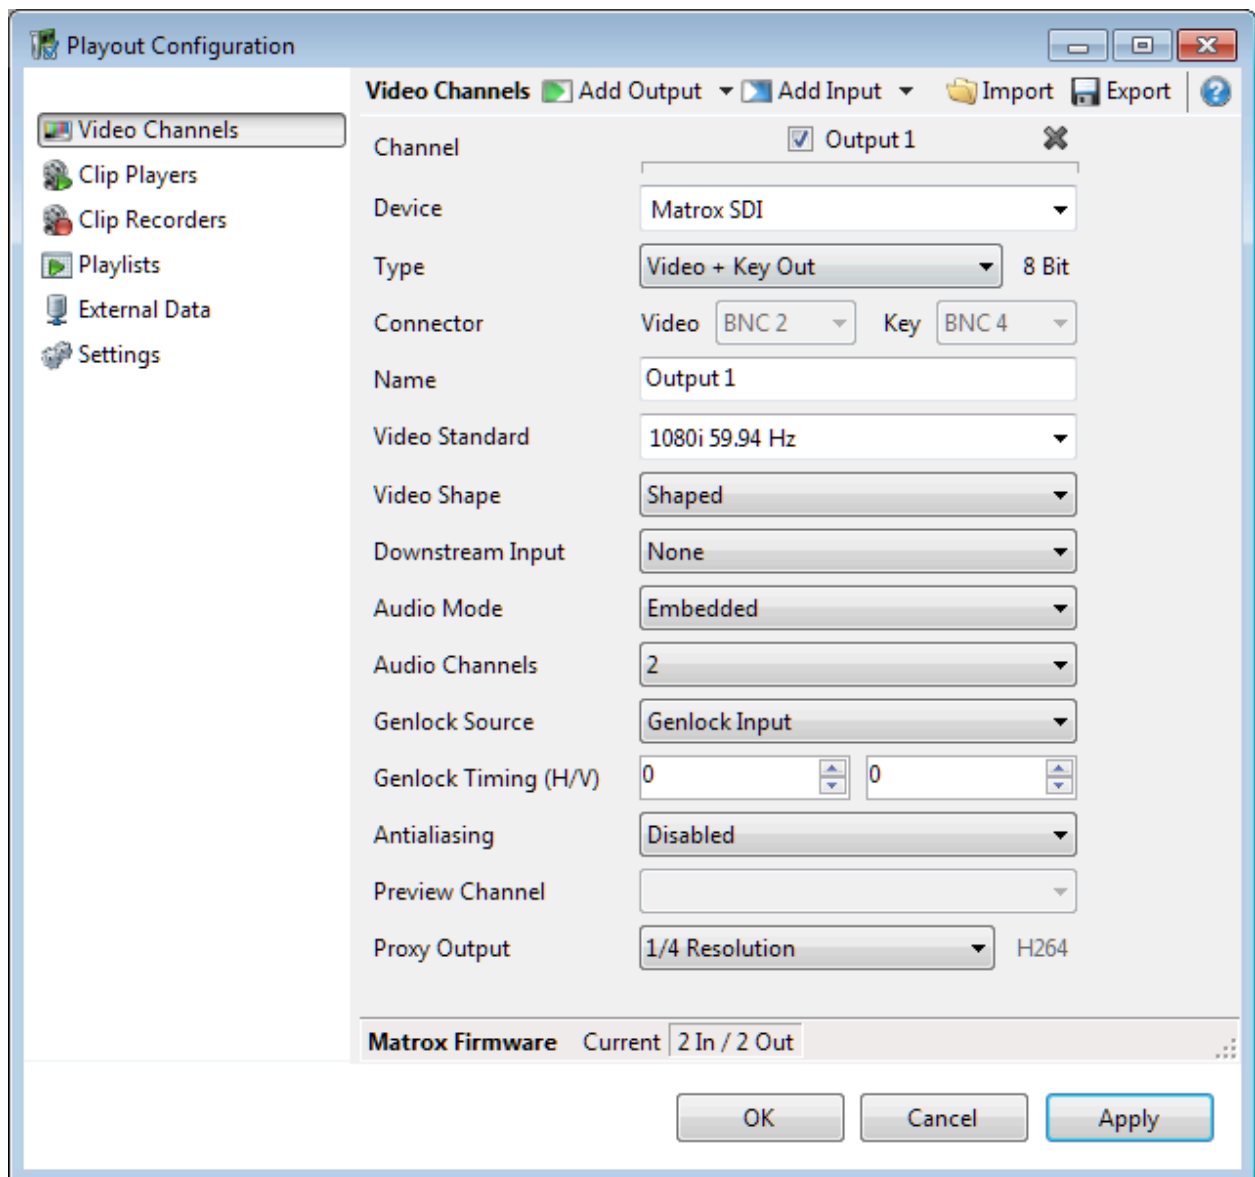 Playout Configuration
Video Channels Add Output Add Input Import Export ?
Video Channels
Clip Players
Clip Recorders
Playlists
External Data
Settings
Channel Output 1
Device Matrox SDI
Type Video + Key Out 8 Bit
Connector Video BNC 2 Key BNC 4
Name Output 1
Video Standard 1080i 59.94 Hz
Video Shape Shaped
Downstream Input None
Audio Mode Embedded
Audio Channels 2
Genlock Source Genlock Input
Genlock Timing (H/V) 0 0
Antialiasing Disabled
Preview Channel
Proxy Output 1/4 Resolution H264
Matrox Firmware Current 2 In / 2 Out
OK Cancel Apply